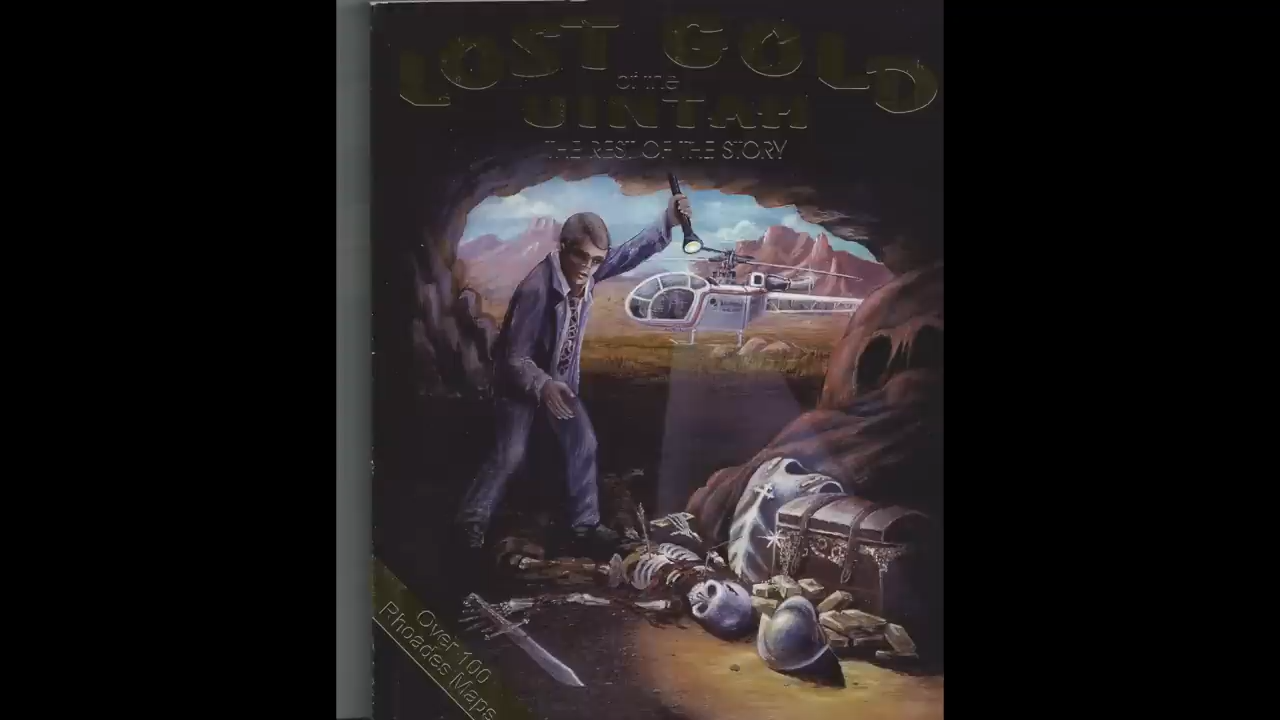 LOST GOLD
of the
UINTAH
THE REST OF THE STORY
Over 100
Rhoades Maps